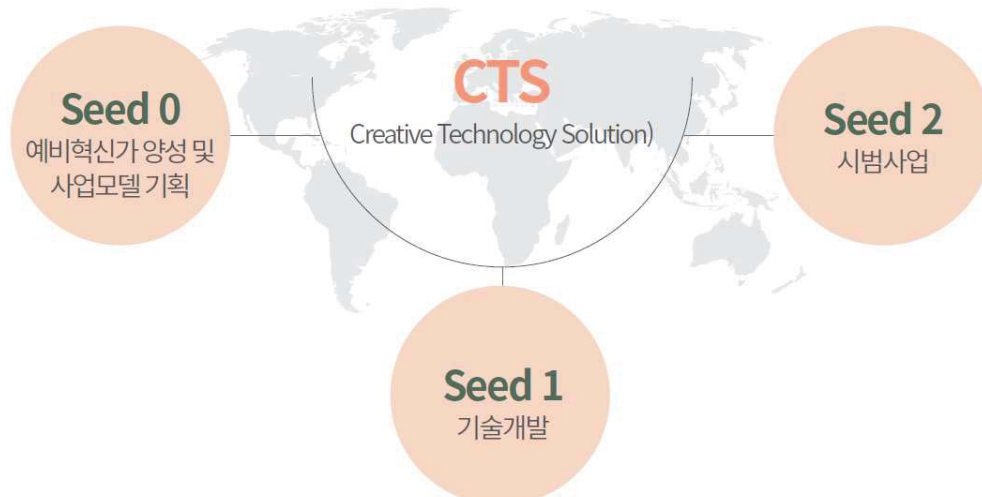 CTS
Creative Technology Solution)
Seed 0
예비혁신가 양성 및
사업모델 기획
Seed 2
시범사업
Seed 1
기술개발